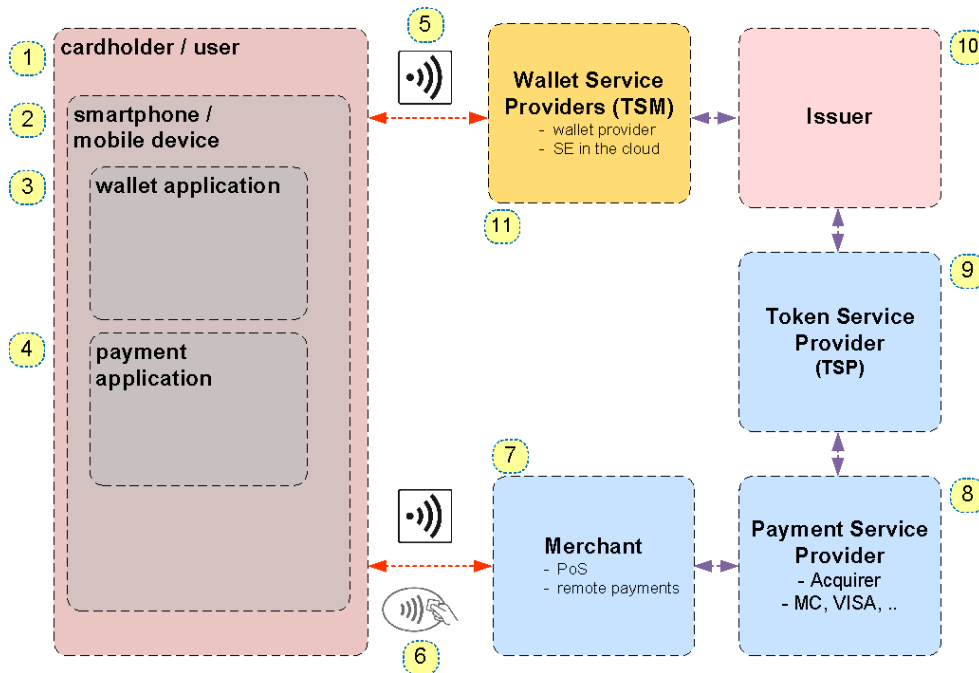 1
cardholder / user
2
smartphone /
mobile device
3
wallet application
4
payment
application
5
Wallet Service
Providers (TSM)
- wallet provider
- SE in the cloud
11
10
Issuer
9
Token Service
Provider
(TSP)
6
7
Merchant
- PoS
- remote payments
8
Payment Service
Provider
- Acquirer
- MC, VISA, ..